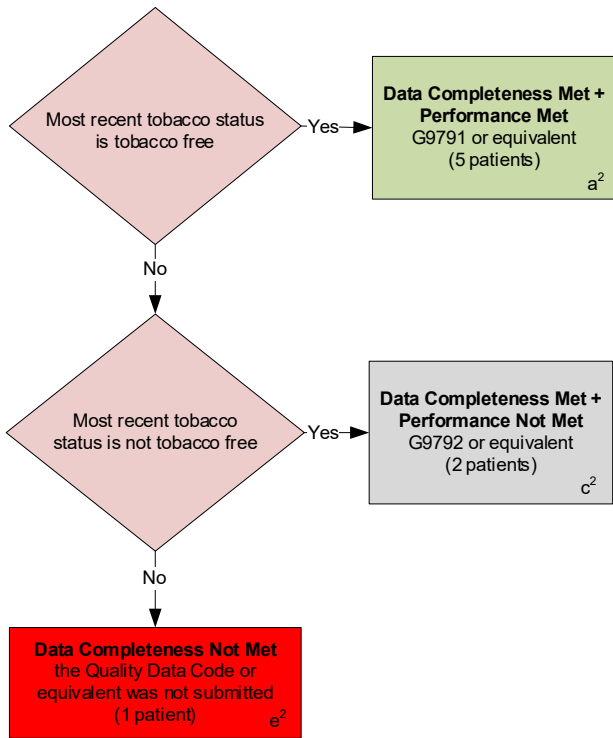 Most recent tobacco status
is tobacco free
Yes
Data Completeness Met +
Performance Met
G9791 or equivalent
(5 patients)
a²
No
Most recent tobacco
status is not tobacco free
Yes
Data Completeness Met +
Performance Not Met
G9792 or equivalent
(2 patients)
c²
No
Data Completeness Not Met
the Quality Data Code or
equivalent was not submitted
(1 patient)
e²